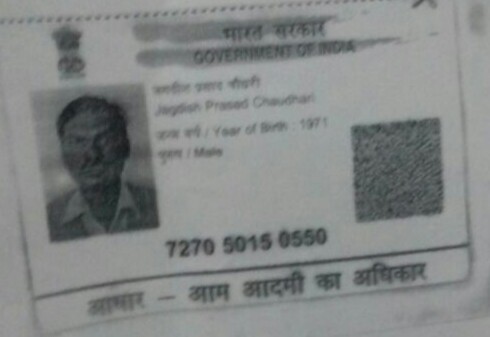 भारत सरकार
GOVERNMENT OF INDIA
जगदीश प्रसाद चौधरी
Jagdish Prasad Chaudhari
जन्म वर्ष / Year of Birth : 1971
पुरुष / Male
7270 5015 0550
आधार – आम आदमी का अधिकार